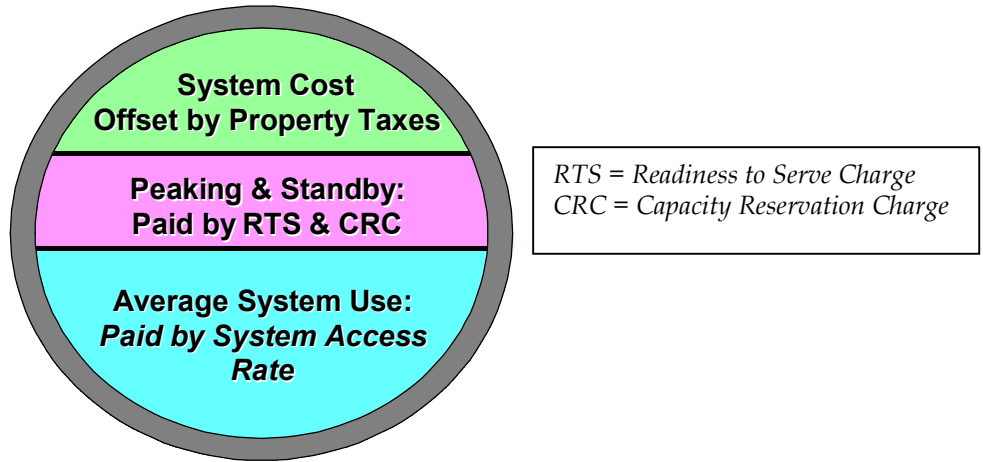 System Cost
Offset by Property Taxes
Peaking & Standby:
Paid by RTS & CRC
Average System Use:
Paid by System Access
Rate
RTS = Readiness to Serve Charge
CRC = Capacity Reservation Charge